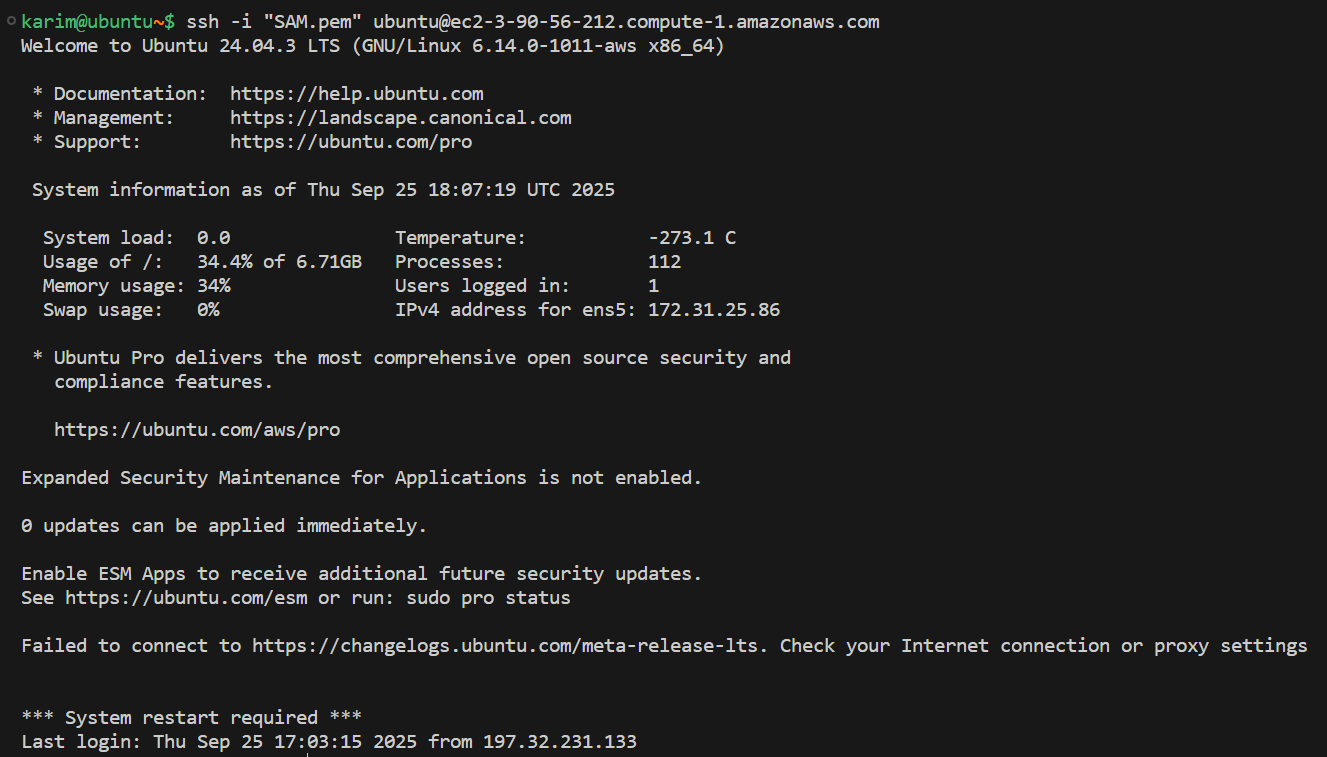 karim@ubuntu~$ ssh -i "SAM.pem" ubuntu@ec2-3-90-56-212.compute-1.amazonaws.com
Welcome to Ubuntu 24.04.3 LTS (GNU/Linux 6.14.0-1011-aws x86_64)

 * Documentation:  https://help.ubuntu.com
 * Management:     https://landscape.canonical.com
 * Support:        https://ubuntu.com/pro

 System information as of Thu Sep 25 18:07:19 UTC 2025

  System load:  0.0               Temperature:           -273.1 C
  Usage of /:   34.4% of 6.71GB   Processes:             112
  Memory usage: 34%               Users logged in:       1
  Swap usage:   0%                IPv4 address for ens5: 172.31.25.86

 * Ubuntu Pro delivers the most comprehensive open source security and
   compliance features.

   https://ubuntu.com/aws/pro

Expanded Security Maintenance for Applications is not enabled.

0 updates can be applied immediately.

Enable ESM Apps to receive additional future security updates.
See https://ubuntu.com/esm or run: sudo pro status

Failed to connect to https://changelogs.ubuntu.com/meta-release-lts. Check your Internet connection or proxy settings


*** System restart required ***
Last login: Thu Sep 25 17:03:15 2025 from 197.32.231.133